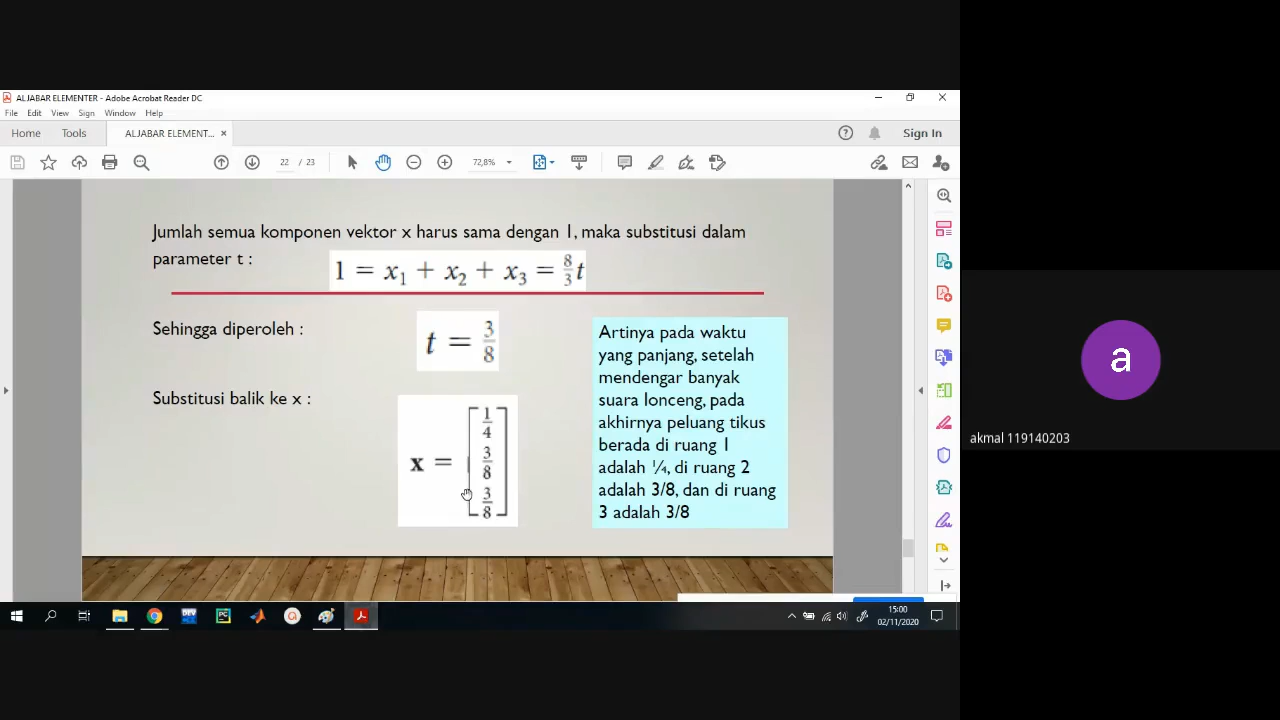 ALJABAR ELEMENTER - Adobe Acrobat Reader DC
File Edit View Sign Window Help
Home Tools ALJABAR ELEMENT... × Sign In
22 / 23 72,8%
Jumlah semua komponen vektor x harus sama dengan 1, maka substitusi dalam
parameter t :
1 = x₁ + x₂ + x₃ = 8/3 t
Sehingga diperoleh :
t = 3/8
Substitusi balik ke x :
x = [1/4 3/8 3/8]
Artinya pada waktu
yang panjang, setelah
mendengar banyak
suara lonceng, pada
akhirnya peluang tikus
berada di ruang 1
adalah ¼, di ruang 2
adalah 3/8, dan di ruang
3 adalah 3/8
a
akmal 119140203
DEV
PC
15:00
02/11/2020